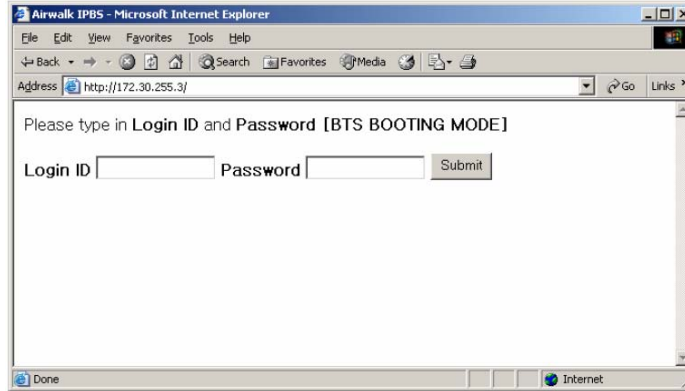 Airwalk IPBS - Microsoft Internet Explorer
File Edit View Favorites Tools Help
Back Search Favorites Media
Address http://172.30.255.3/ Go Links
Please type in Login ID and Password [BTS BOOTING MODE]
Login ID Password Submit
Done Internet